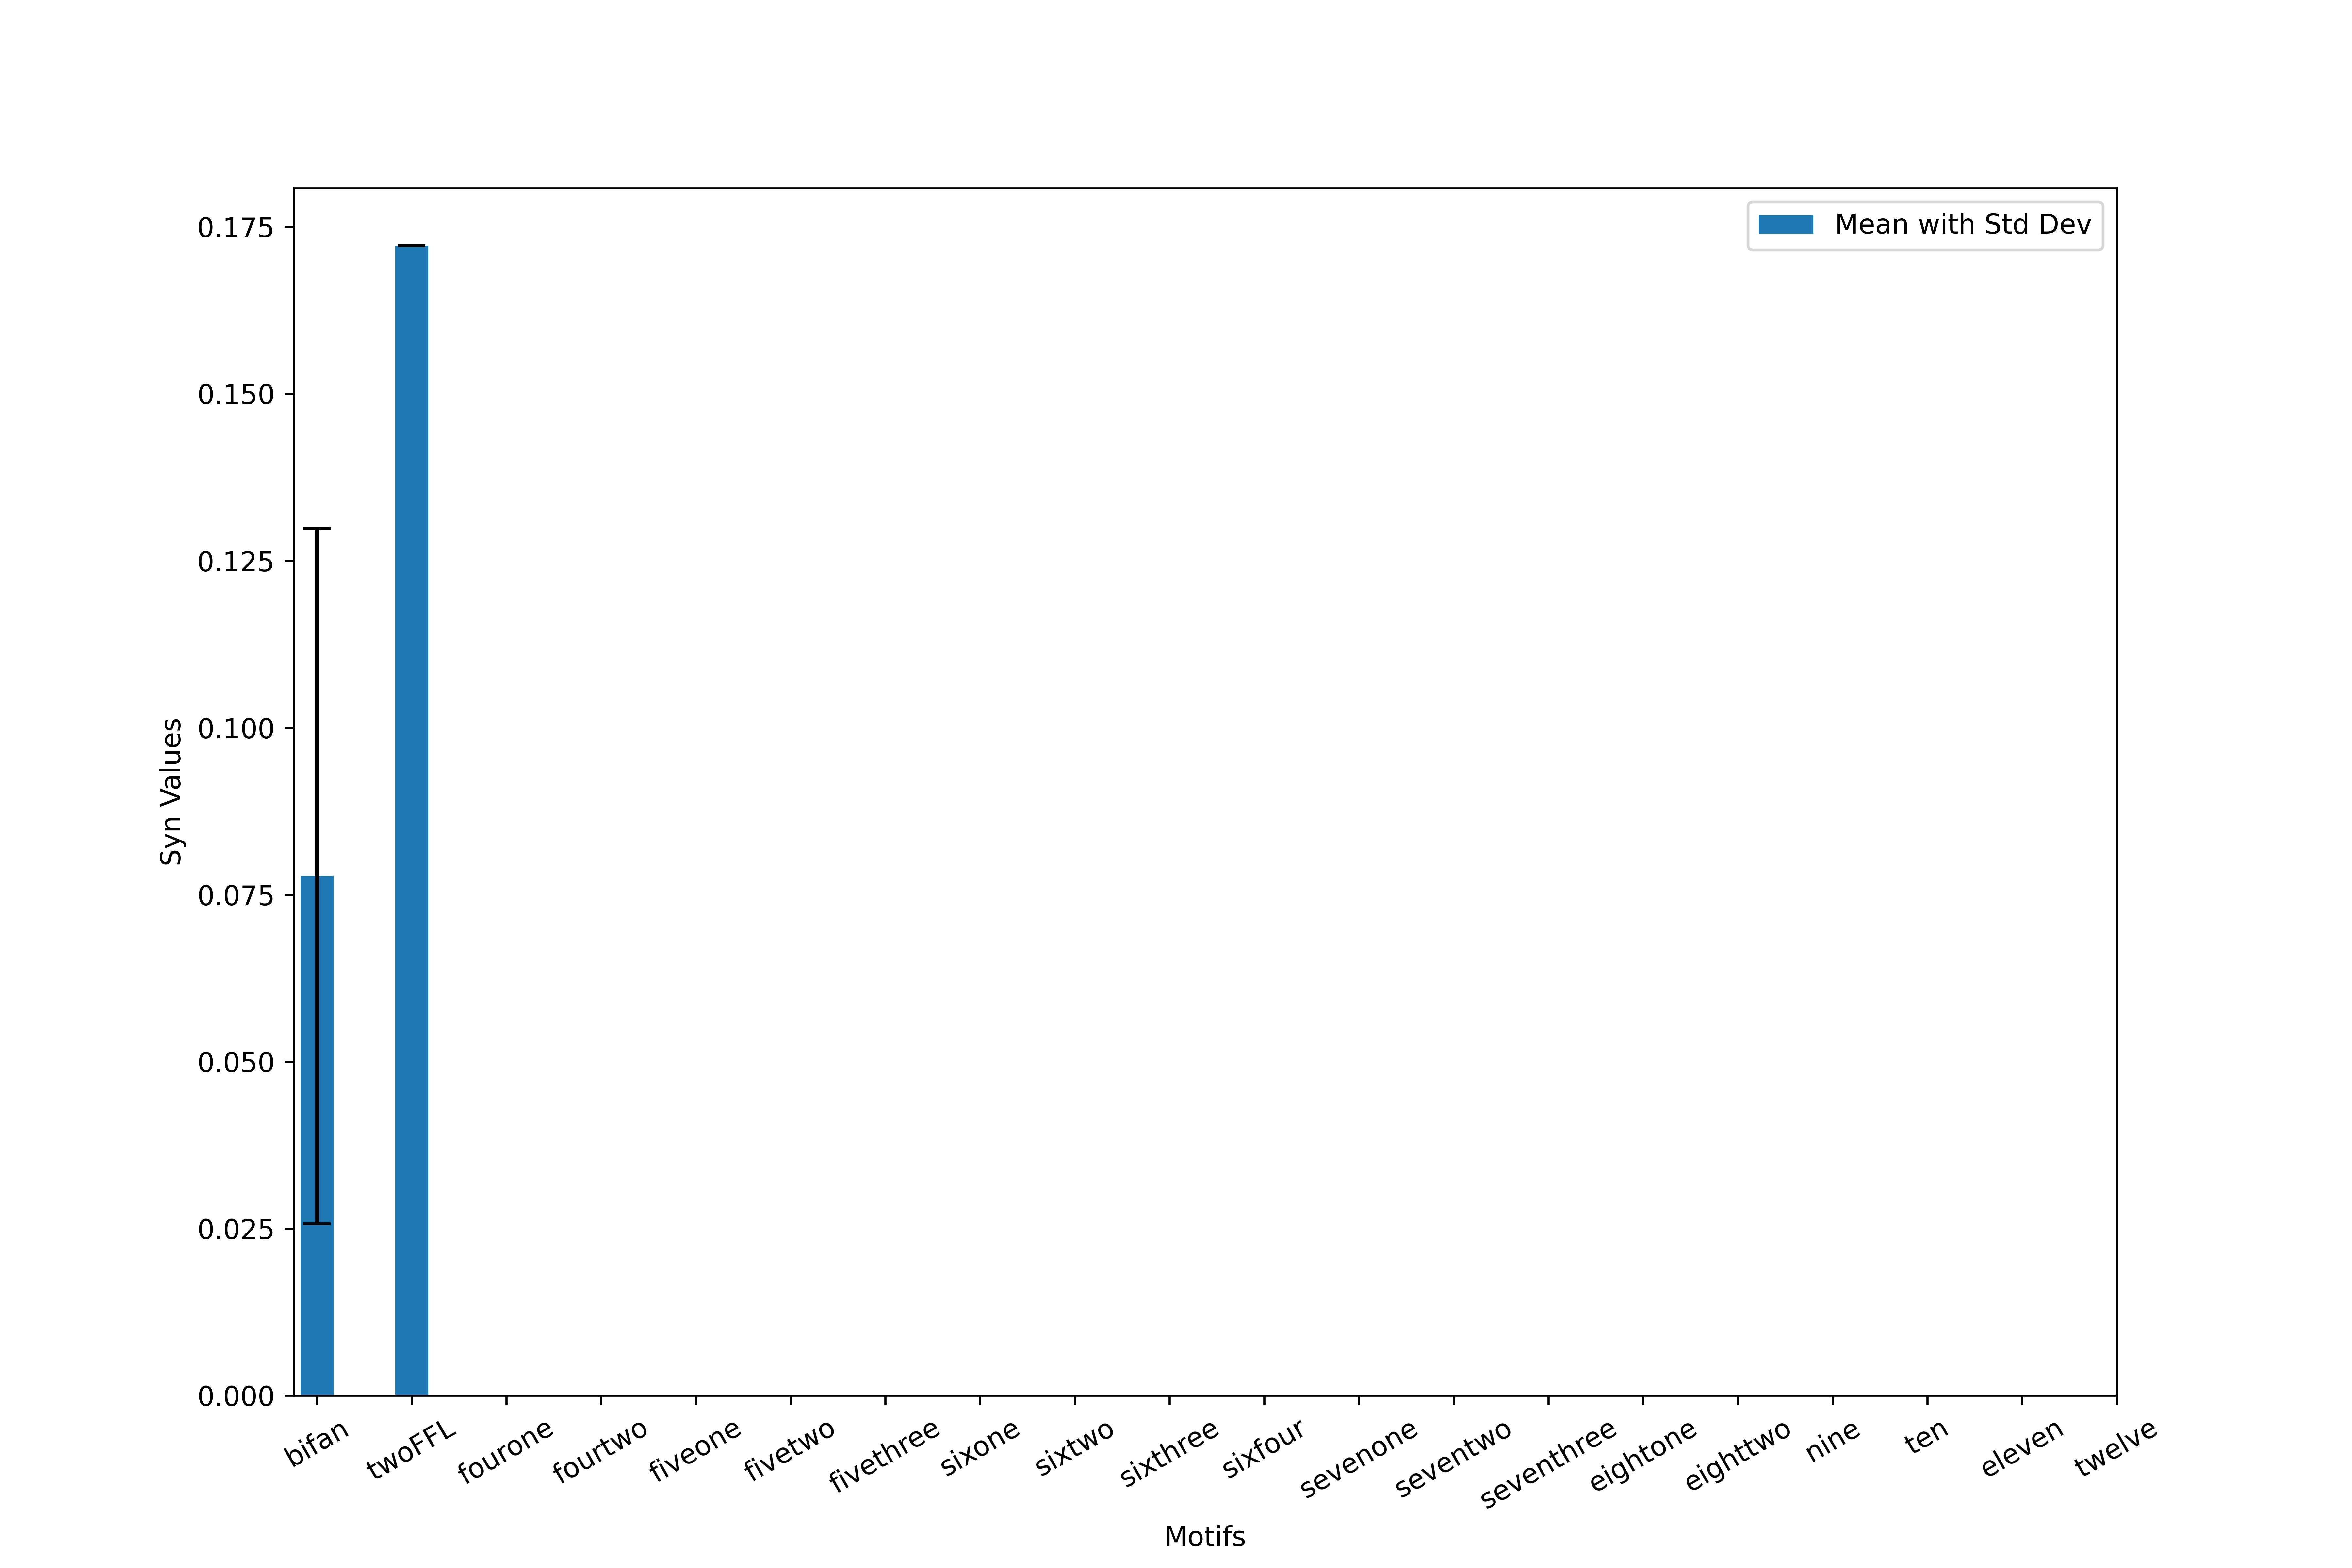 Mean with Std Dev
Syn Values
0.175
0.150
0.125
0.100
0.075
0.050
0.025
0.000
bifan
twoFFL
fourone
fourtwo
fiveone
fivetwo
fivethree
sixone
sixtwo
sixthree
sixfour
sevenone
seventwo
seventhree
eightone
eighttwo
nine
ten
eleven
twelve
Motifs